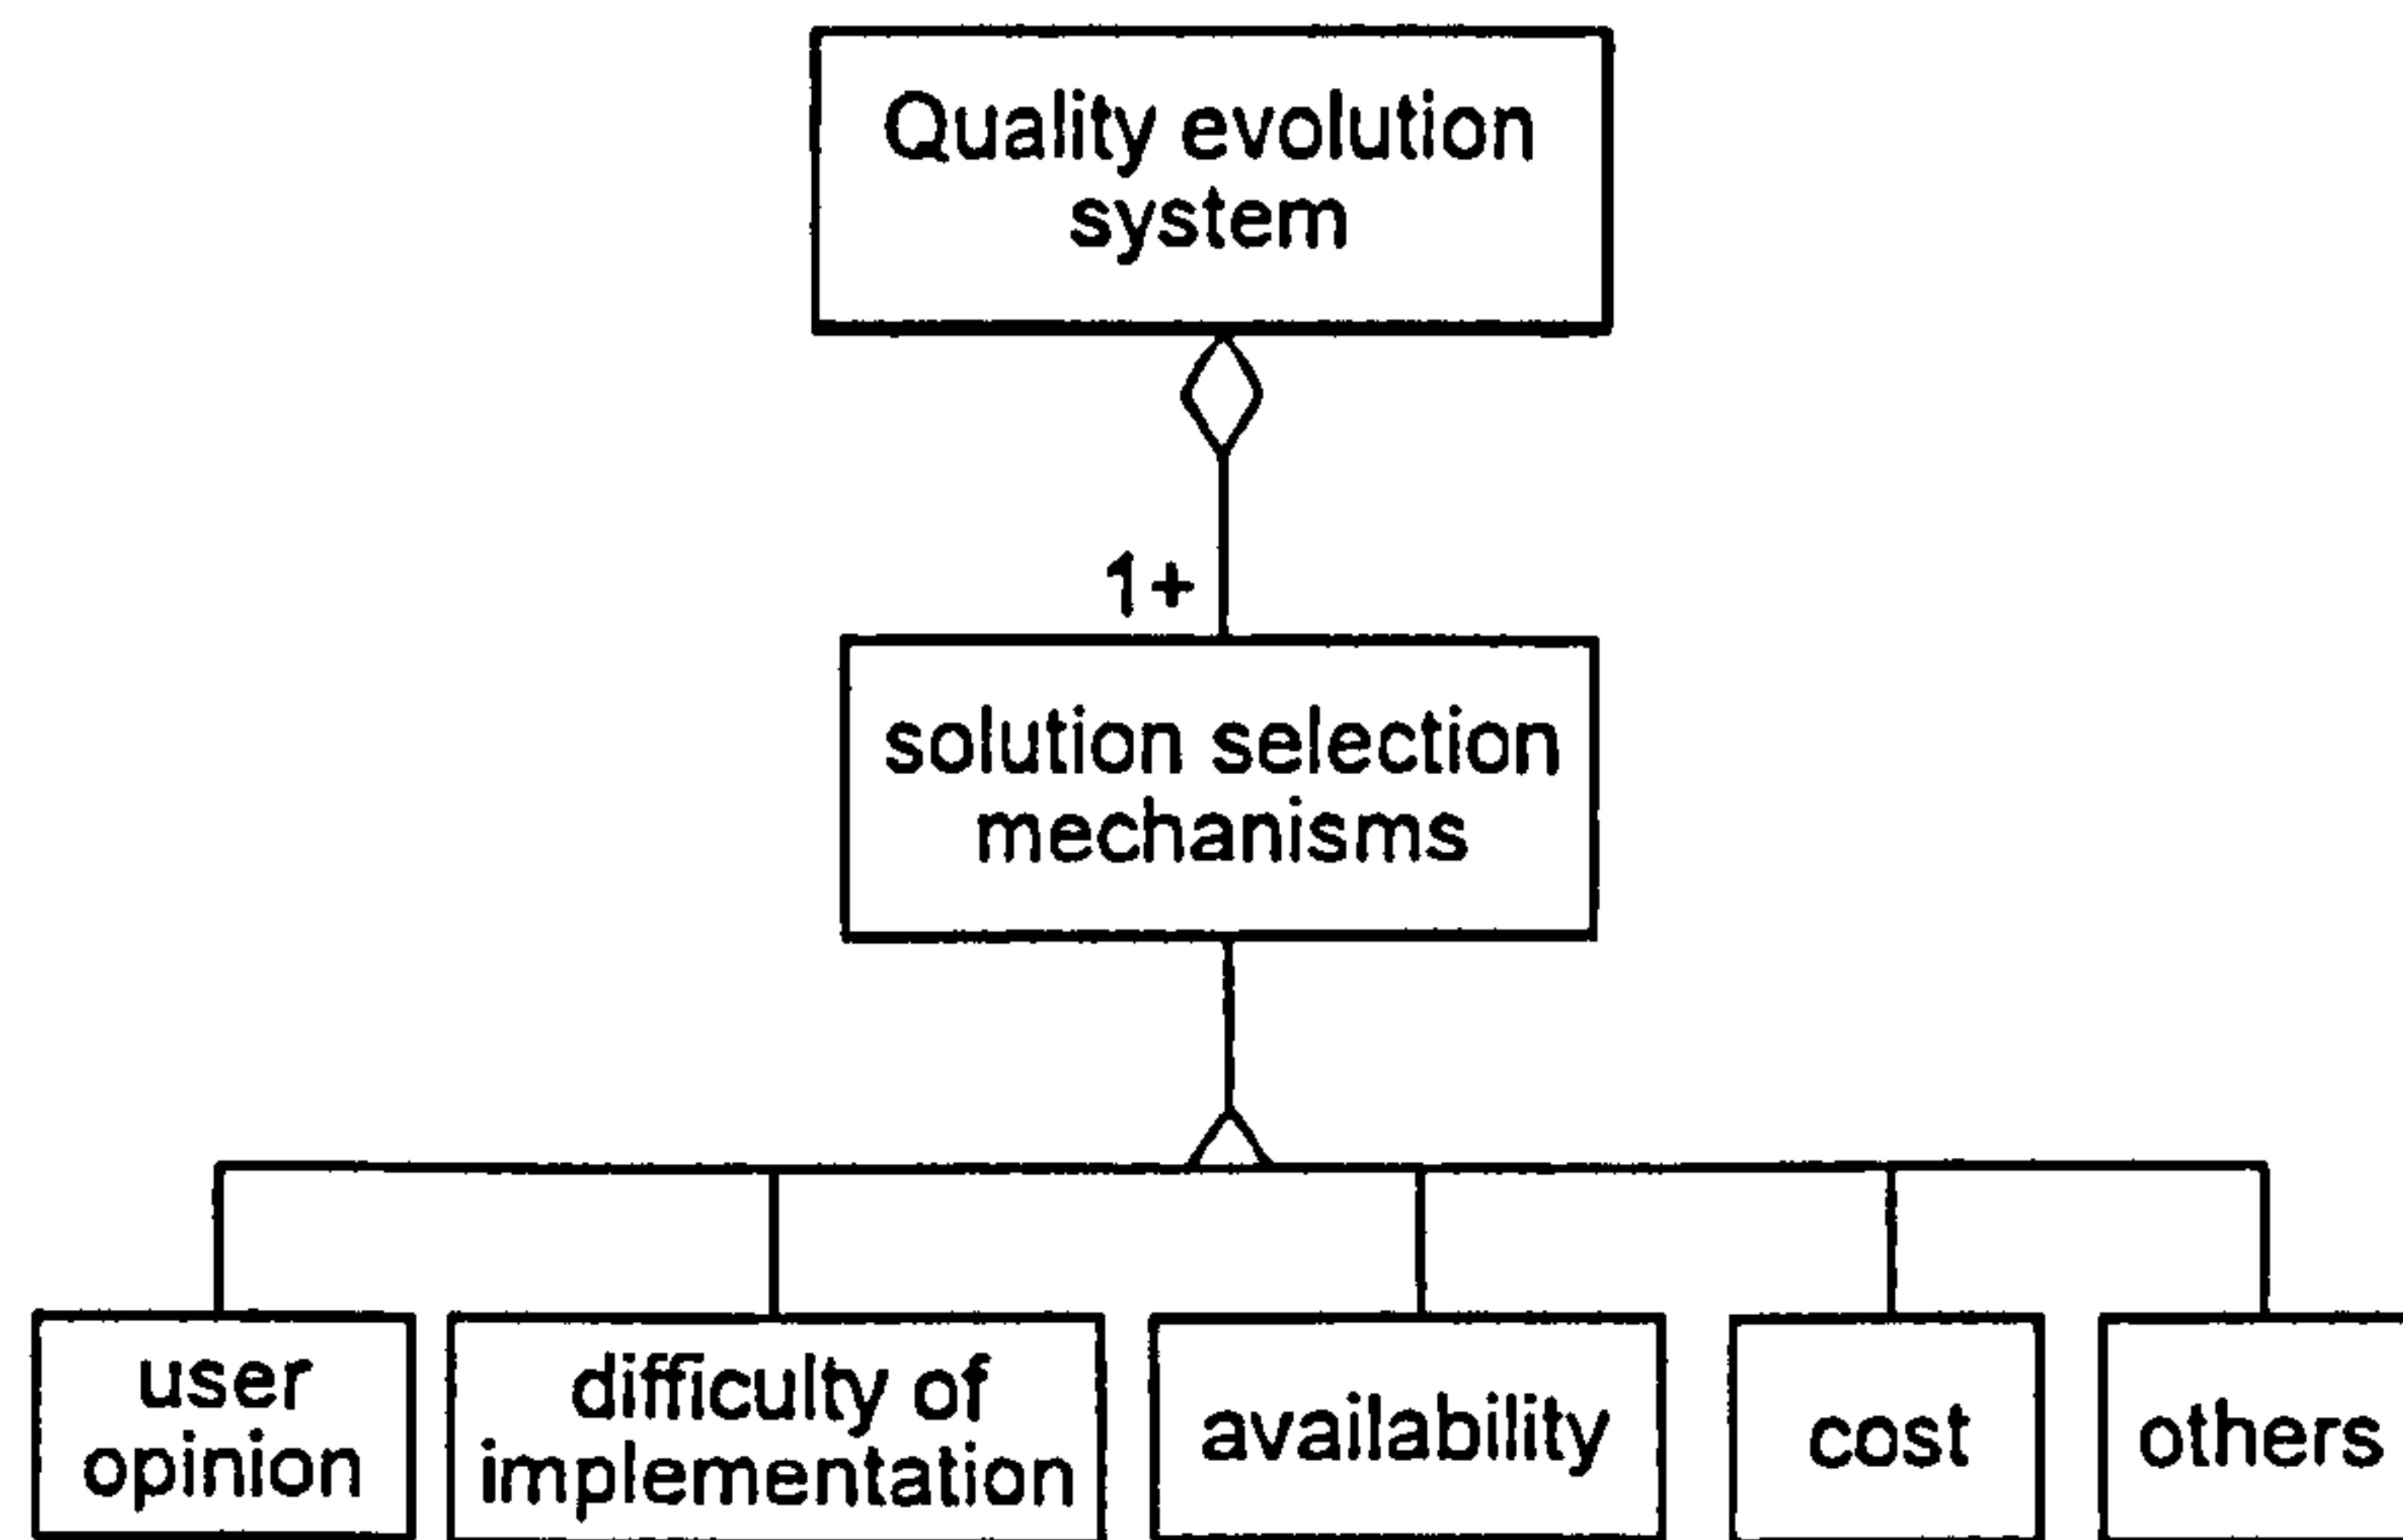 Quality evolution
system
1+
solution selection
mechanisms
user
opinion
difficulty of
implementation
availability
cost
others